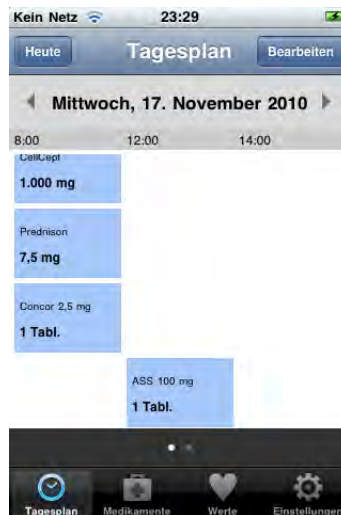 Kein Netz 23:29
Heute Tagesplan Bearbeiten
Mittwoch, 17. November 2010
8:00 12:00 14:00
CellCept
1.000 mg
Prednison
7,5 mg
Concor 2,5 mg
1 Tabl.
ASS 100 mg
1 Tabl.
Tagesplan Medikamente Werte Einstellungen